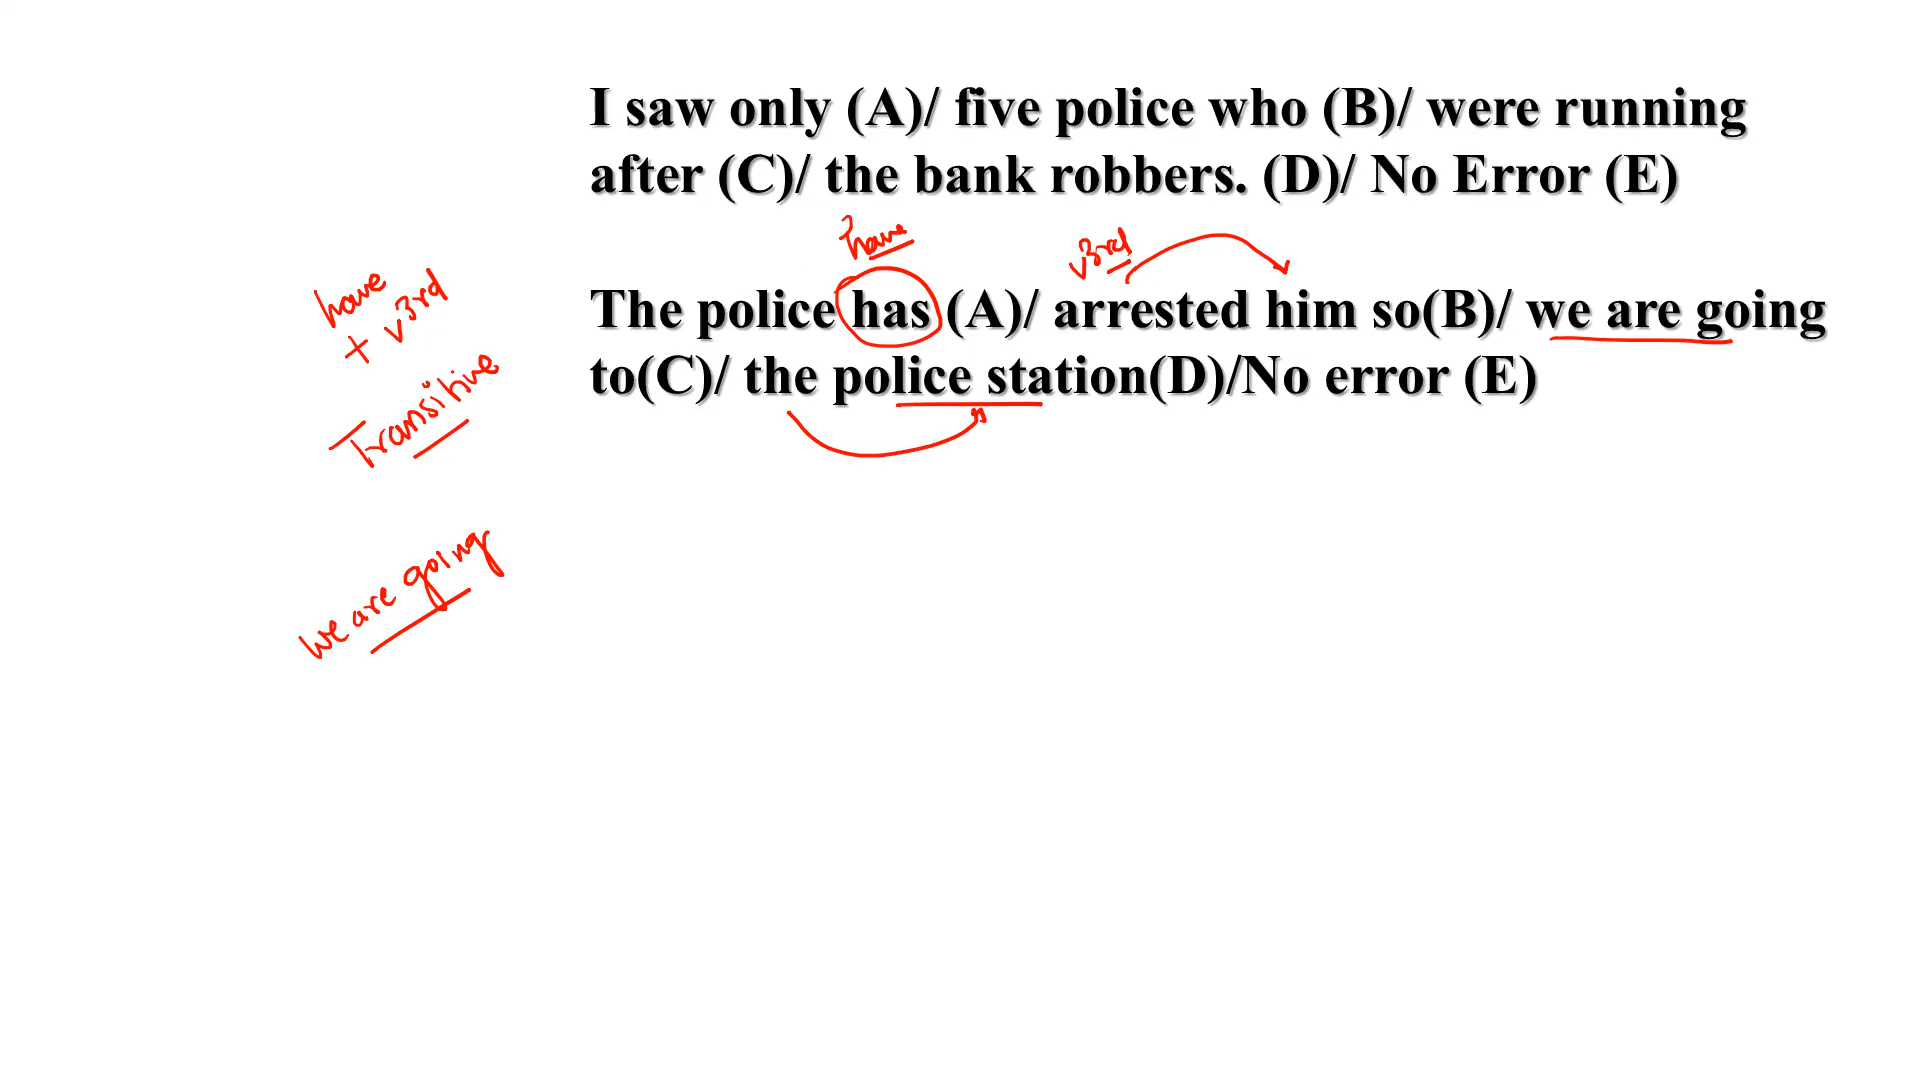 I saw only (A)/ five police who (B)/ were running
after (C)/ the bank robbers. (D)/ No Error (E)
have
v3rd
The police has (A)/ arrested him so(B)/ we are going
to(C)/ the police station(D)/No error (E)
have
+ v3rd
Transitive
we are going